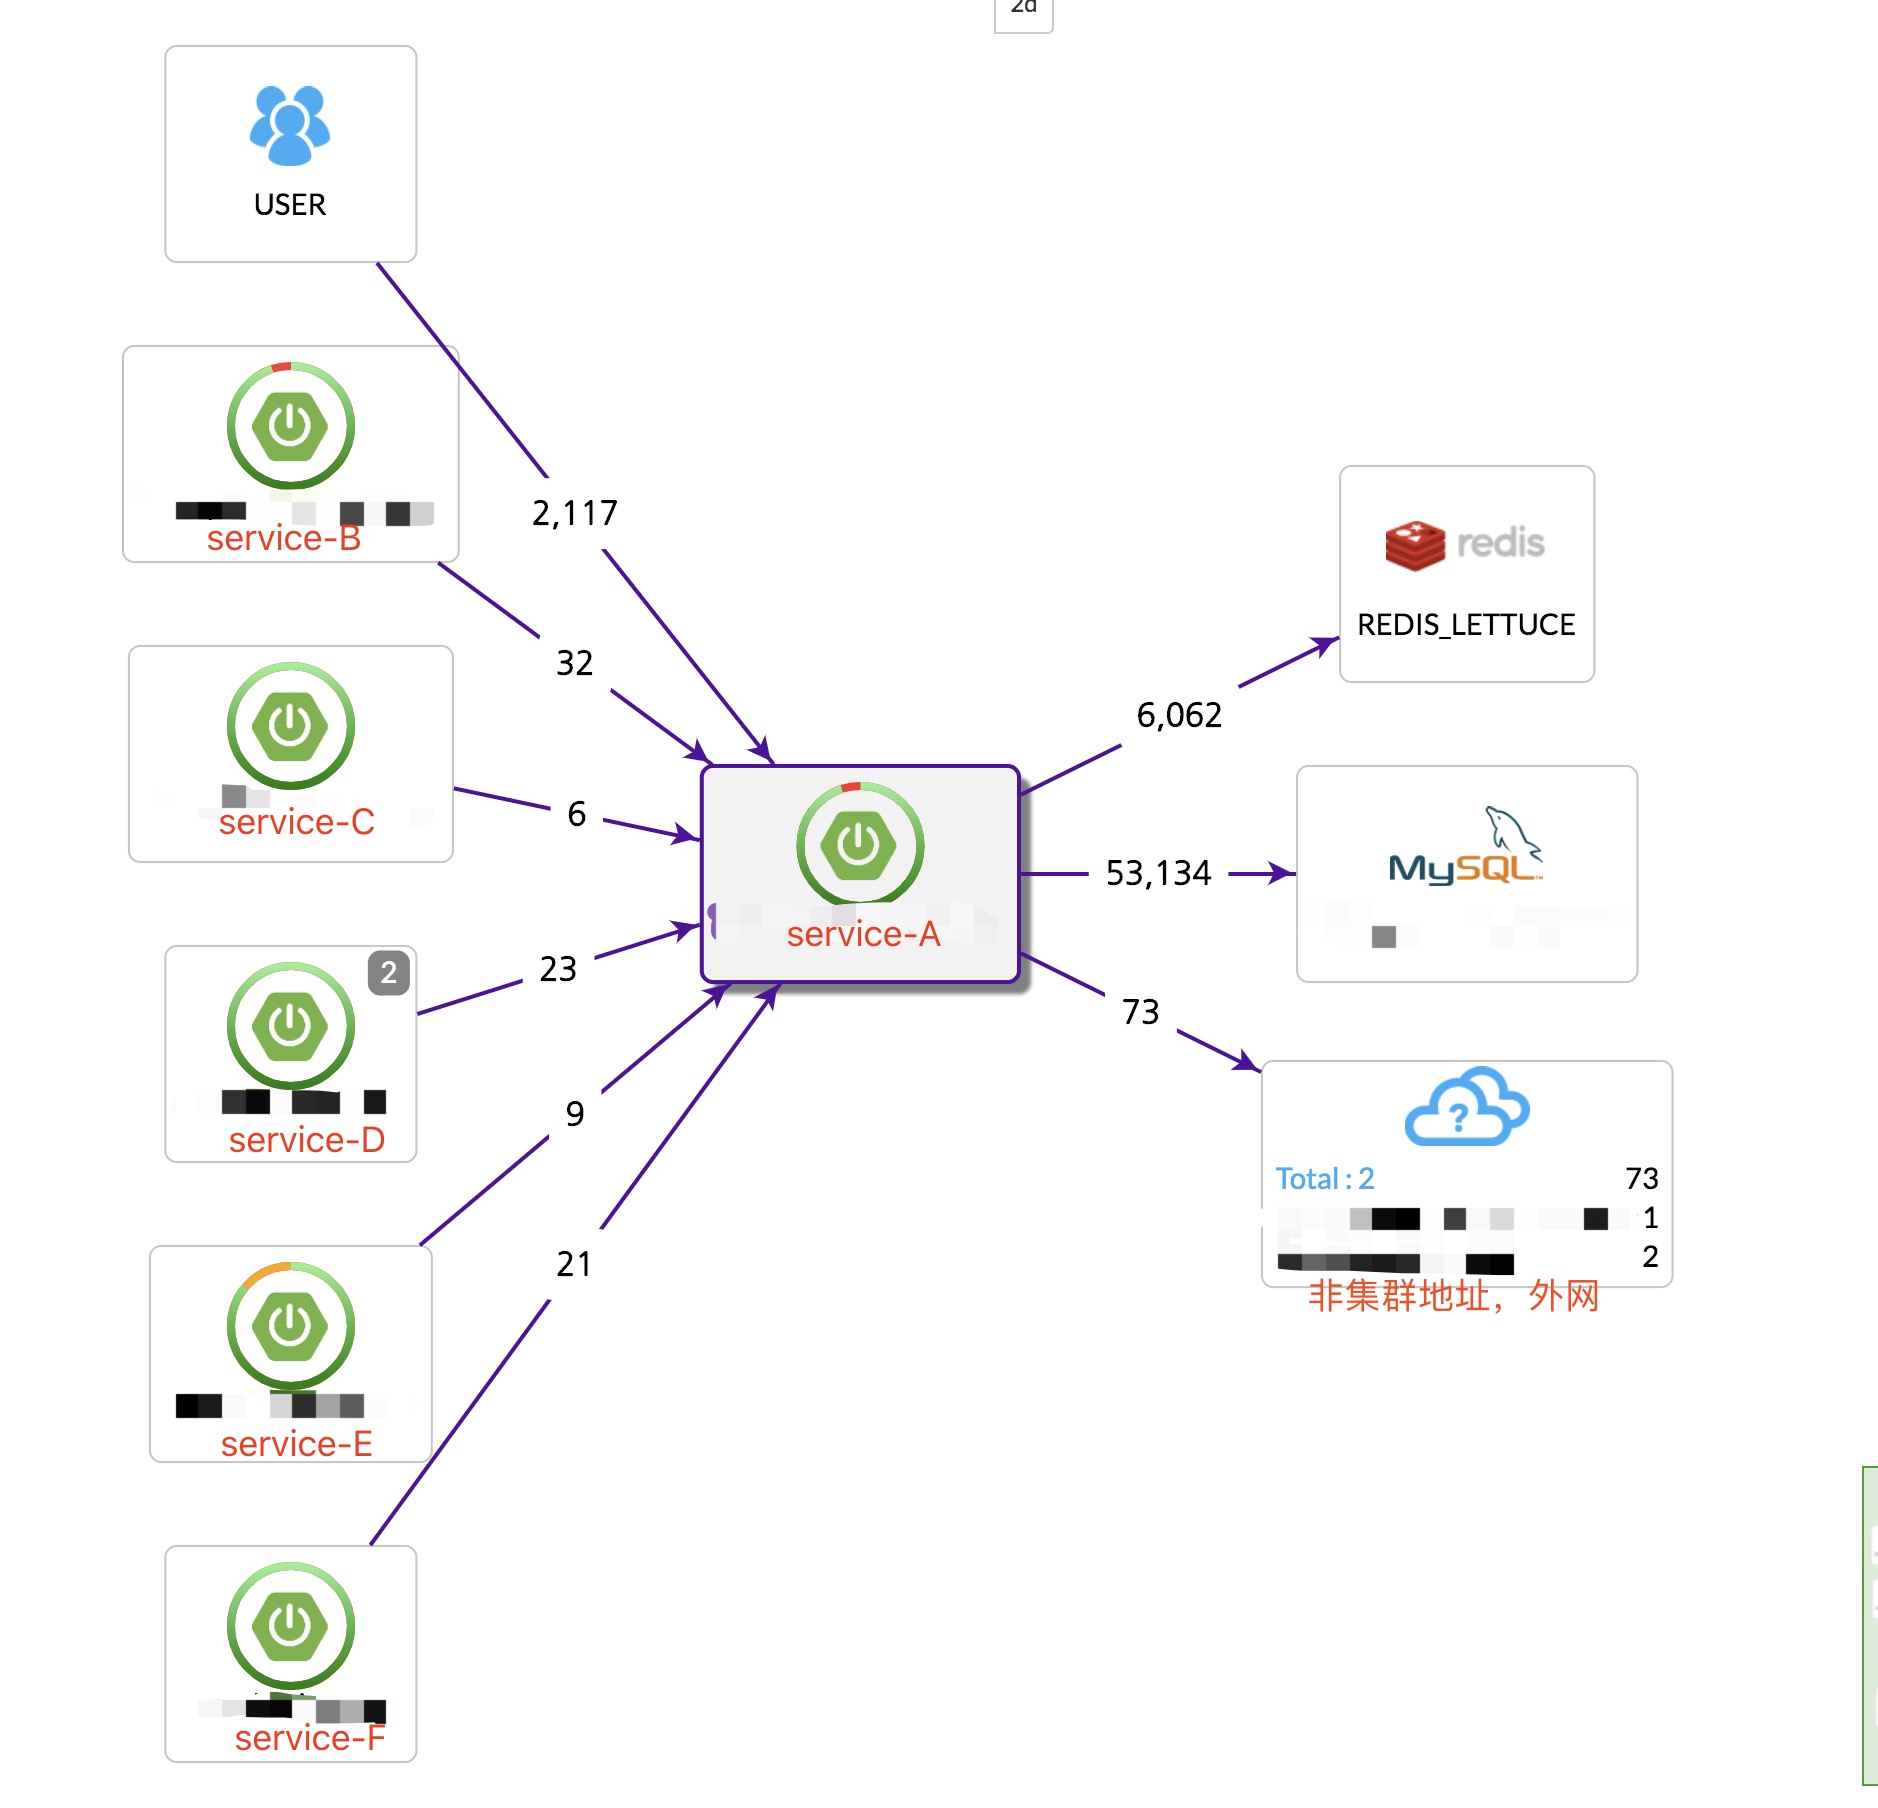 2d
USER
service-B
service-C
2
service-D
service-E
service-F
2,117
32
6
23
9
21
service-A
6,062
53,134
73
redis
REDIS_LETTUCE
MySQL™
?
Total : 2 73
1
2
非集群地址，外网